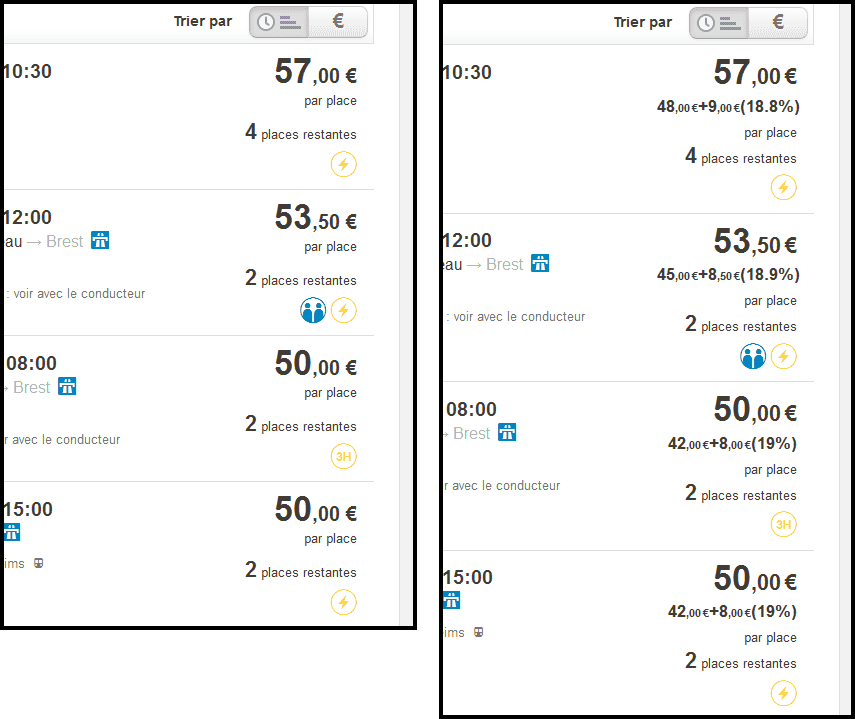 Trier par €
10:30 57,00 €
par place
4 places restantes
12:00 53,50 €
eau → Brest par place
2 places restantes
: voir avec le conducteur
08:00 50,00 €
→ Brest par place
2 places restantes
r avec le conducteur
3H
15:00 50,00 €
par place
ims
2 places restantes
Trier par €
10:30 57,00 €
48,00 €+9,00 €(18.8%)
par place
4 places restantes
12:00 53,50 €
eau → Brest
45,00 €+8,50 €(18.9%)
par place
: voir avec le conducteur
2 places restantes
08:00 50,00 €
→ Brest
42,00 €+8,00 €(19%)
par place
r avec le conducteur
2 places restantes
3H
15:00 50,00 €
42,00 €+8,00 €(19%)
ims par place
2 places restantes